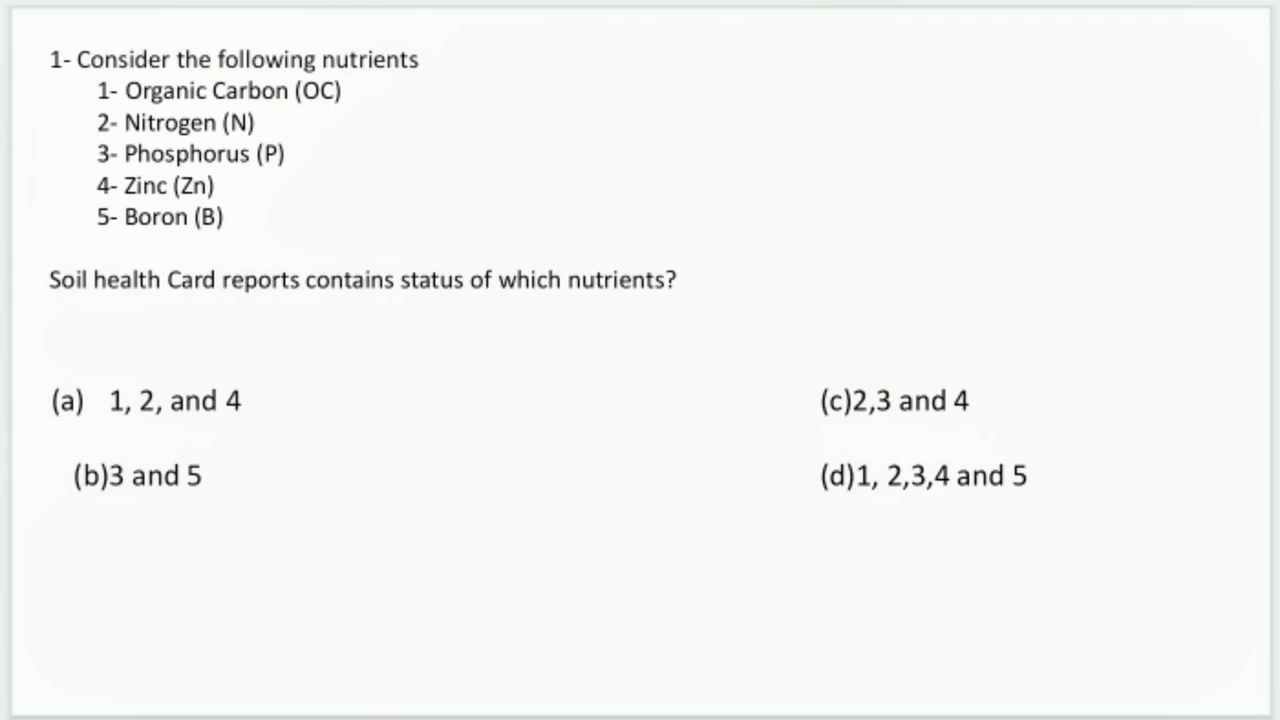 1- Consider the following nutrients
1- Organic Carbon (OC)
2- Nitrogen (N)
3- Phosphorus (P)
4- Zinc (Zn)
5- Boron (B)
Soil health Card reports contains status of which nutrients?
(a) 1, 2, and 4
(c)2,3 and 4
(b)3 and 5
(d)1, 2,3,4 and 5